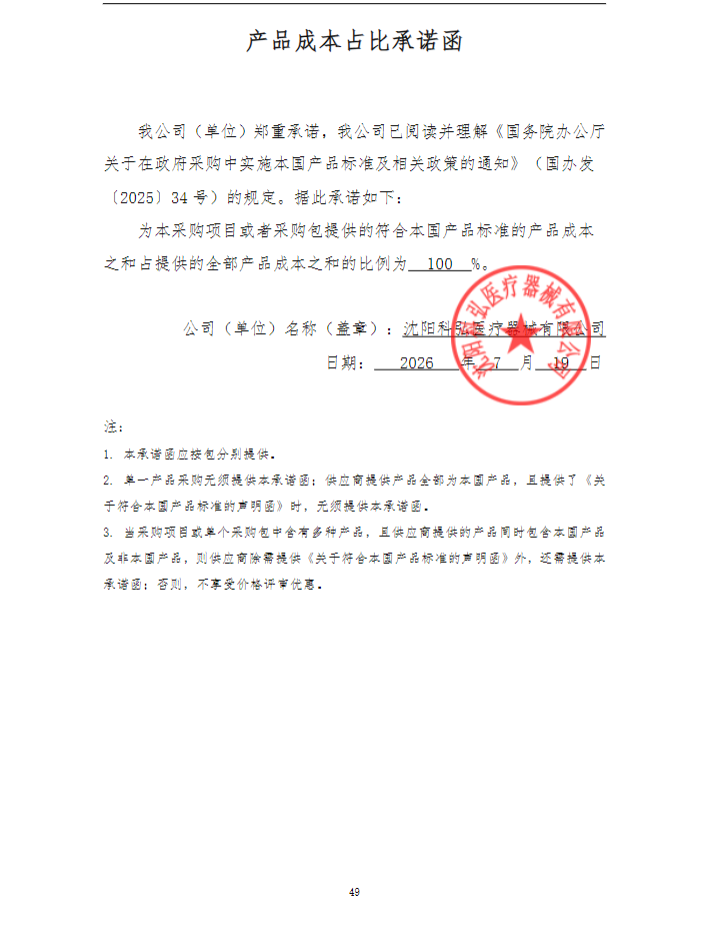 产品成本占比承诺函
我公司（单位）郑重承诺，我公司已阅读并理解《国务院办公厅
关于在政府采购中实施本国产品标准及相关政策的通知》（国办发
〔2025〕34 号）的规定。据此承诺如下：
为本采购项目或者采购包提供的符合本国产品标准的产品成本
之和占提供的全部产品成本之和的比例为 100 %。
公司（单位）名称（盖章）：沈阳科弘医疗器械有限公司
沈阳科弘医疗器械有限公司
日期： 2026 年 7 月 19 日
注：
1. 本承诺函应按包分别提供。
2. 单一产品采购无须提供本承诺函；供应商提供产品全部为本国产品，且提供了《关
于符合本国产品标准的声明函》时，无须提供本承诺函。
3. 当采购项目或单个采购包中含有多种产品，且供应商提供的产品同时包含本国产品
及非本国产品，则供应商除需提供《关于符合本国产品标准的声明函》外，还需提供本
承诺函；否则，不享受价格评审优惠。
49